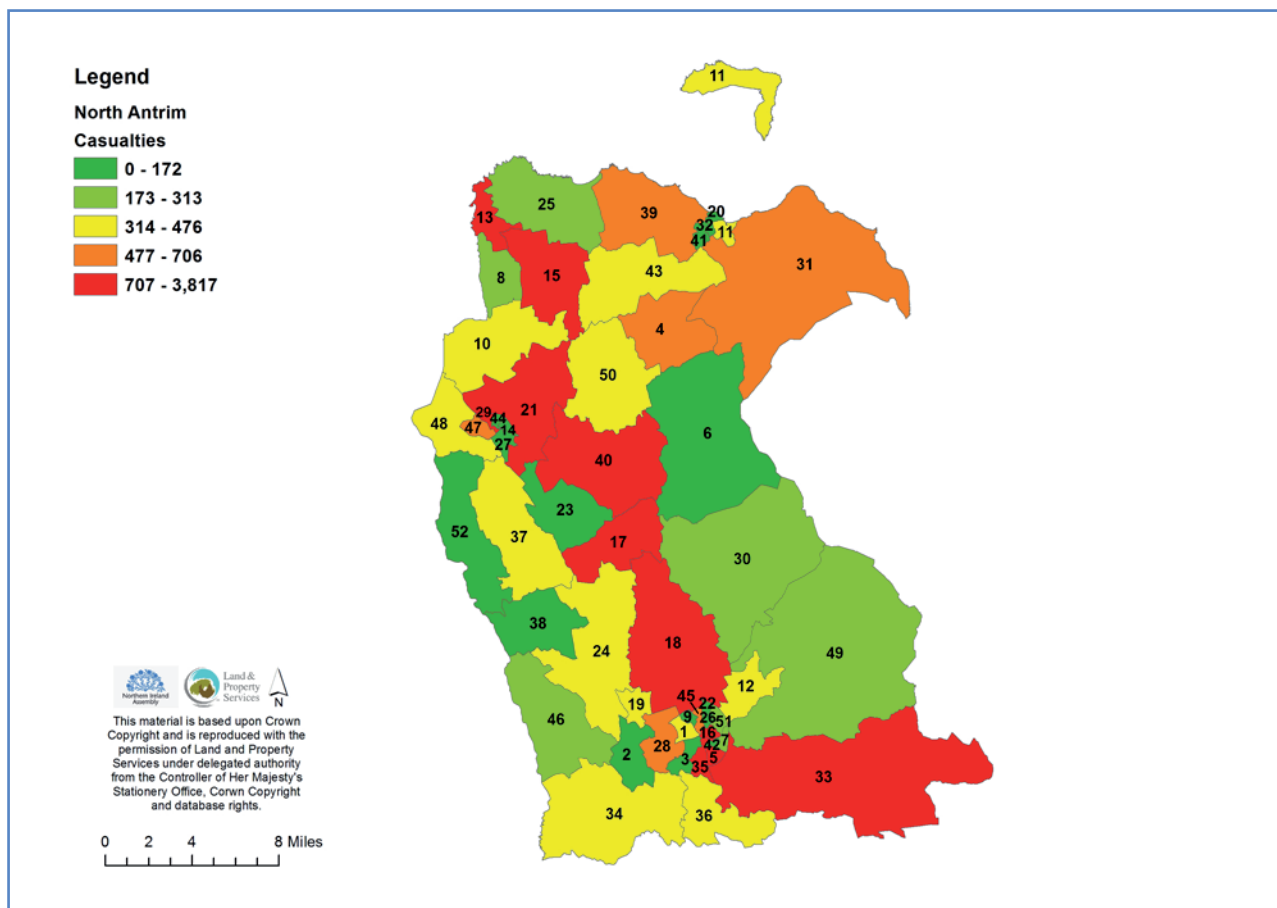 Legend
North Antrim
Casualties
0 - 172
173 - 313
314 - 476
477 - 706
707 - 3,817
11
25
39
20
13
32
11
41
31
8
15
43
4
10
50
29
21
48
47
44
14
27
6
40
23
52
37
17
30
38
24
18
49
12
45
22
19
9
26
51
46
1
16
7
2
28
42
3
5
35
33
34
36
Northern Ireland
Assembly
Land &
Property
Services
N
This material is based upon Crown
Copyright and is reproduced with the
permission of Land and Property
Services under delegated authority
from the Controller of Her Majesty's
Stationery Office, Corwn Copyright
and database rights.
0 2 4 8 Miles